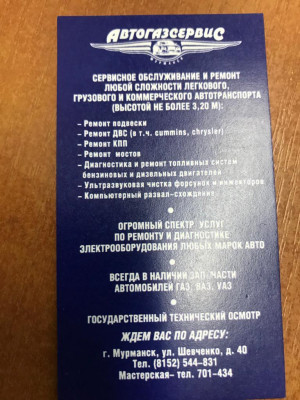 АВТОГАЗСЕРВИС
МУРМАНСК
СЕРВИСНОЕ ОБСЛУЖИВАНИЕ И РЕМОНТ
ЛЮБОЙ СЛОЖНОСТИ ЛЕГКОВОГО,
ГРУЗОВОГО И КОММЕРЧЕСКОГО АВТОТРАНСПОРТА
(ВЫСОТОЙ НЕ БОЛЕЕ 3,20 М):
- Ремонт подвески
- Ремонт ДВС (в т.ч. cummins, chrysler)
- Ремонт КПП
- Ремонт мостов
- Диагностика и ремонт топливных систем
бензиновых и дизельных двигателей
- Ультразвуковая чистка форсунок и инжекторов
- Компьютерный развал-схождение
ОГРОМНЫЙ СПЕКТР УСЛУГ
ПО РЕМОНТУ И ДИАГНОСТИКЕ
ЭЛЕКТРООБОРУДОВАНИЯ ЛЮБЫХ МАРОК АВТО
ВСЕГДА В НАЛИЧИИ ЗАП. ЧАСТИ
АВТОМОБИЛЕЙ ГАЗ, ВАЗ, УАЗ
ГОСУДАРСТВЕННЫЙ ТЕХНИЧЕСКИЙ ОСМОТР
ЖДЕМ ВАС ПО АДРЕСУ:
г. Мурманск, ул. Шевченко, д. 40
Тел. (8152) 544-831
Мастерская- тел. 701-434